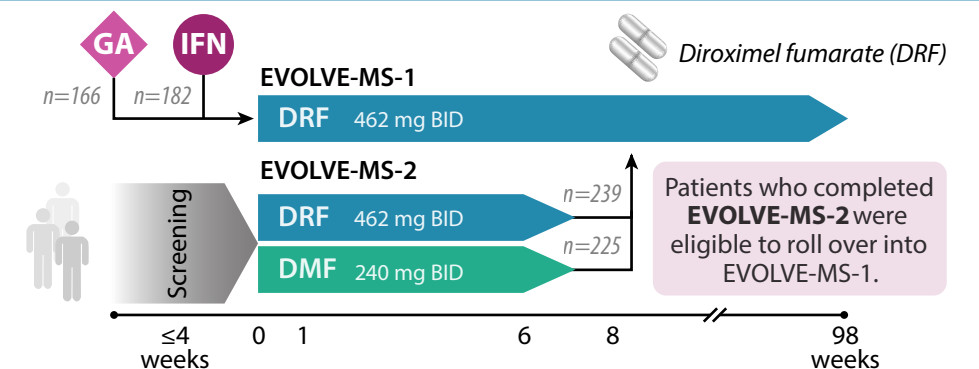 GA
IFN
Diroximel fumarate (DRF)
n=166
n=182
EVOLVE-MS-1
DRF 462 mg BID
EVOLVE-MS-2
Screening
DRF 462 mg BID
n=239
DMF 240 mg BID
n=225
Patients who completed
EVOLVE-MS-2 were
eligible to roll over into
EVOLVE-MS-1.
≤4
weeks
0
1
6
8
98
weeks